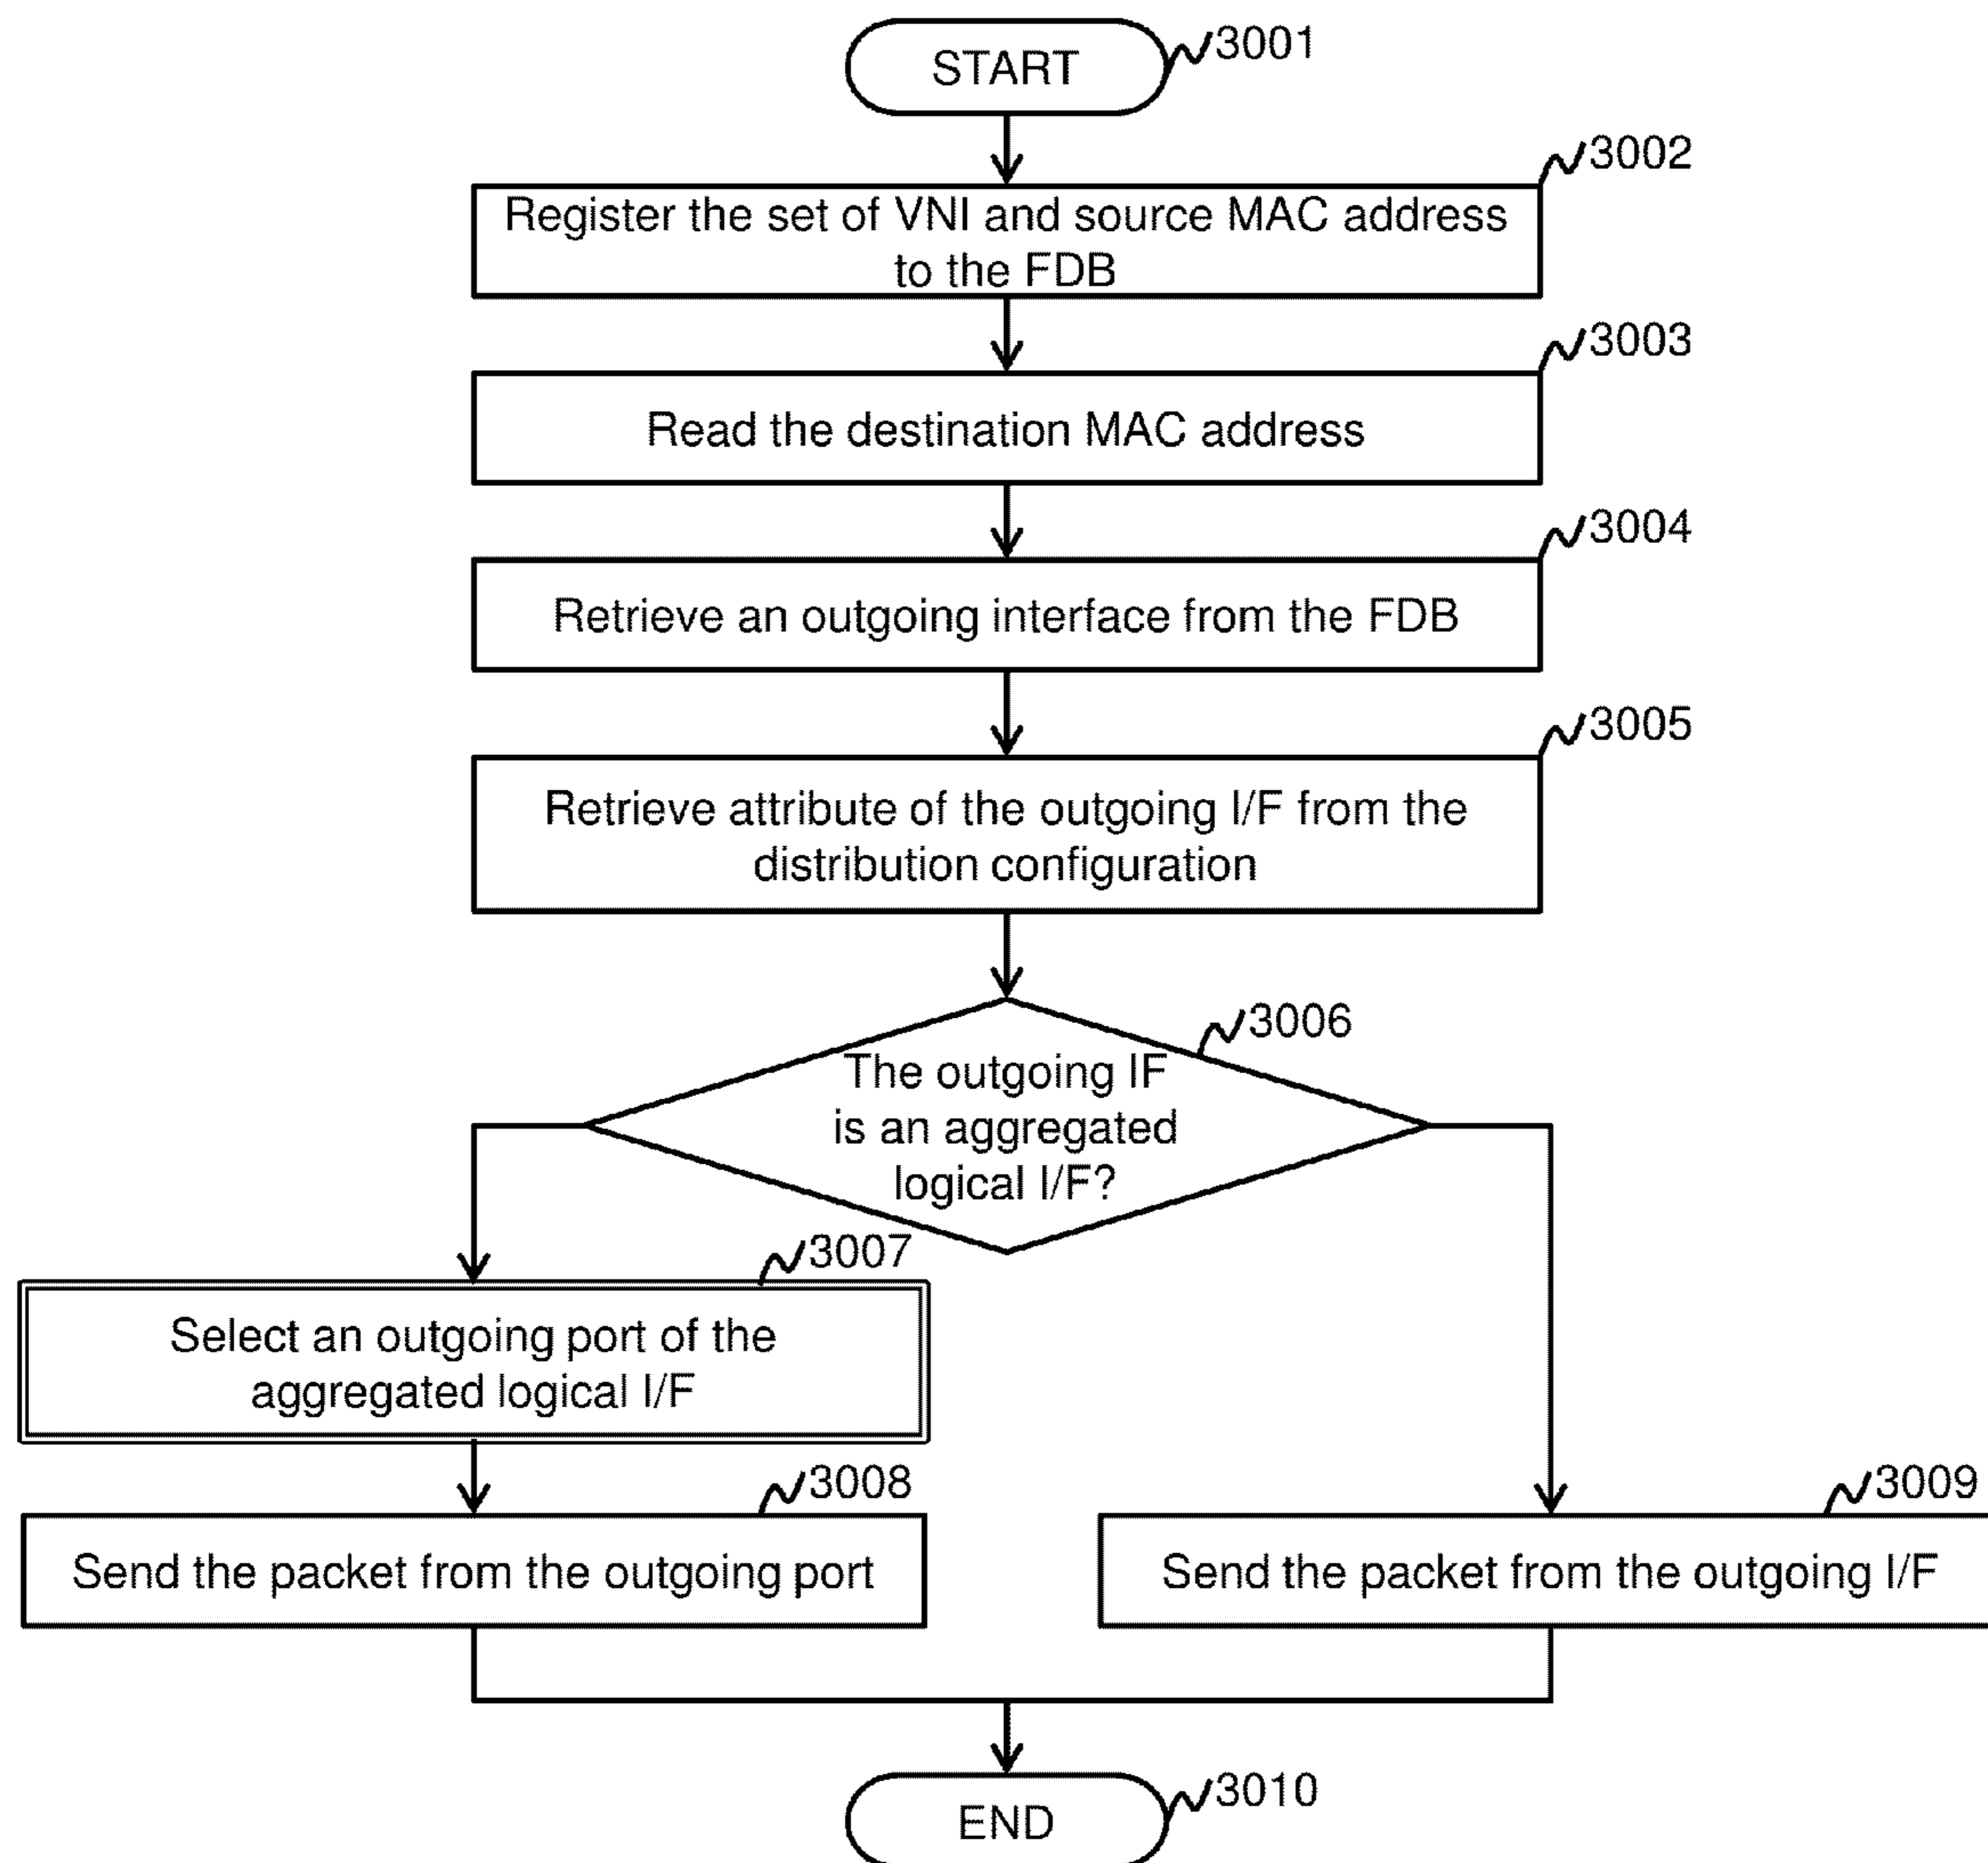 START
3001
3002
Register the set of VNI and source MAC address
to the FDB
3003
Read the destination MAC address
3004
Retrieve an outgoing interface from the FDB
3005
Retrieve attribute of the outgoing I/F from the
distribution configuration
3006
The outgoing IF
is an aggregated
logical I/F?
3007
Select an outgoing port of the
aggregated logical I/F
3008
Send the packet from the outgoing port
3009
Send the packet from the outgoing I/F
END
3010